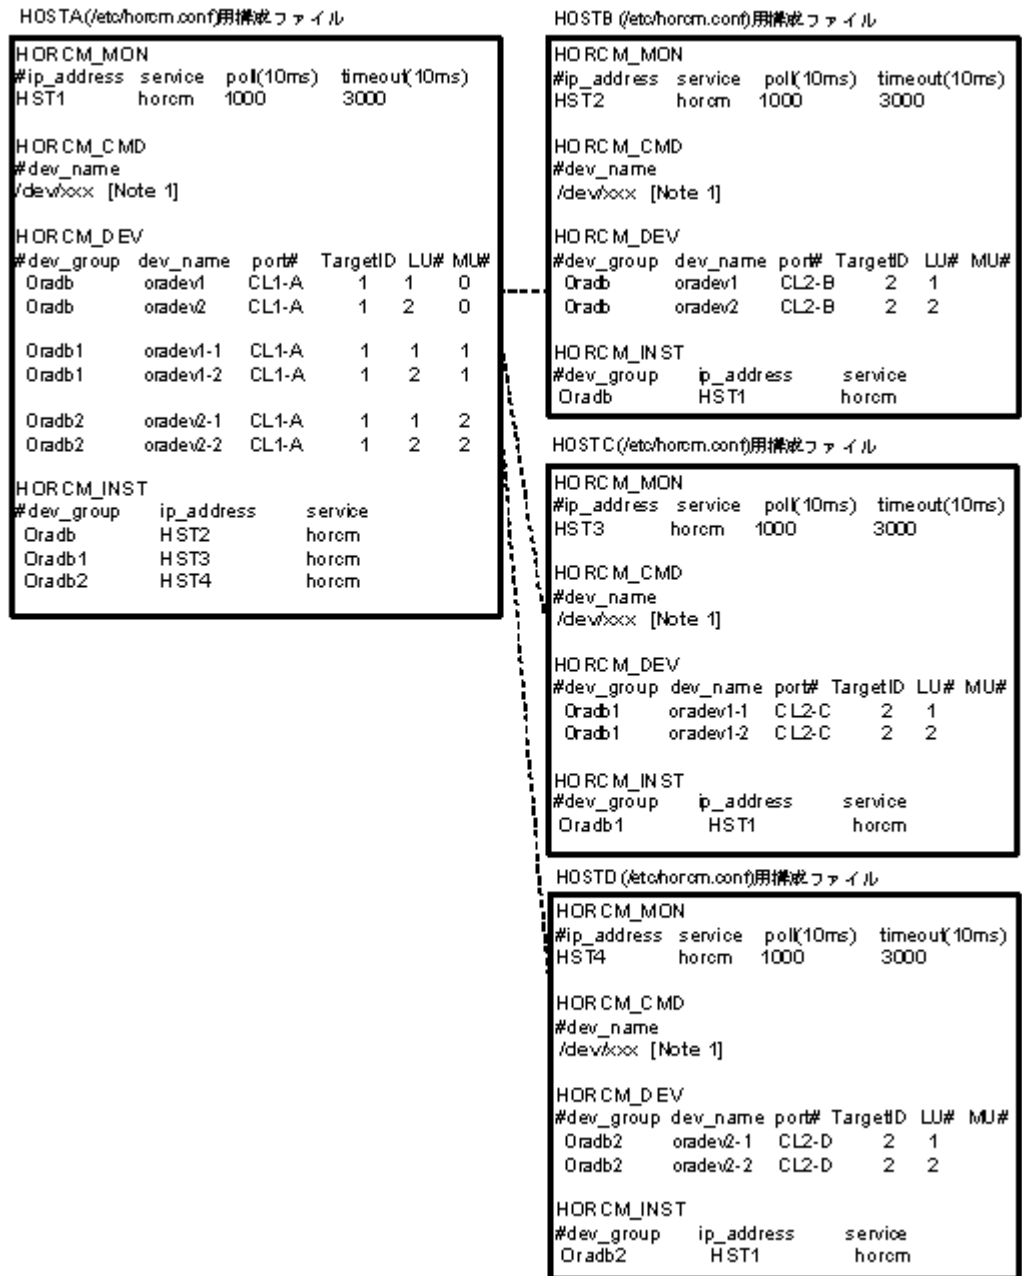 HOSTA(/etc/horcm.conf)用構成ファイル
HORCM_MON
#ip_address service poll(10ms) timeout(10ms)
HST1 horcm 1000 3000
HORCM_CMD
#dev_name
/dev/xxx [Note 1]
HORCM_DEV
#dev_group dev_name port# TargetID LU# MU#
Oradb oradev1 CL1-A 1 1 0
Oradb oradev2 CL1-A 1 2 0
Oradb1 oradev1-1 CL1-A 1 1 1
Oradb1 oradev1-2 CL1-A 1 2 1
Oradb2 oradev2-1 CL1-A 1 1 2
Oradb2 oradev2-2 CL1-A 1 2 2
HORCM_INST
#dev_group ip_address service
Oradb HST2 horcm
Oradb1 HST3 horcm
Oradb2 HST4 horcm
HOSTB (/etc/horcm.conf)用構成ファイル
HORCM_MON
#ip_address service poll(10ms) timeout(10ms)
HST2 horcm 1000 3000
HORCM_CMD
#dev_name
/dev/xxx [Note 1]
HORCM_DEV
#dev_group dev_name port# TargetID LU# MU#
Oradb oradev1 CL2-B 2 1
Oradb oradev2 CL2-B 2 2
HORCM_INST
#dev_group ip_address service
Oradb HST1 horcm
HOSTC(/etc/horcm.conf)用構成ファイル
HORCM_MON
#ip_address service poll(10ms) timeout(10ms)
HST3 horcm 1000 3000
HORCM_CMD
#dev_name
/dev/xxx [Note 1]
HORCM_DEV
#dev_group dev_name port# TargetID LU# MU#
Oradb1 oradev1-1 CL2-C 2 1
Oradb1 oradev1-2 CL2-C 2 2
HORCM_INST
#dev_group ip_address service
Oradb1 HST1 horcm
HOSTD (/etc/horcm.conf)用構成ファイル
HORCM_MON
#ip_address service poll(10ms) timeout(10ms)
HST4 horcm 1000 3000
HORCM_CMD
#dev_name
/dev/xxx [Note 1]
HORCM_DEV
#dev_group dev_name port# TargetID LU# MU#
Oradb2 oradev2-1 CL2-D 2 1
Oradb2 oradev2-2 CL2-D 2 2
HORCM_INST
#dev_group ip_address service
Oradb2 HST1 horcm